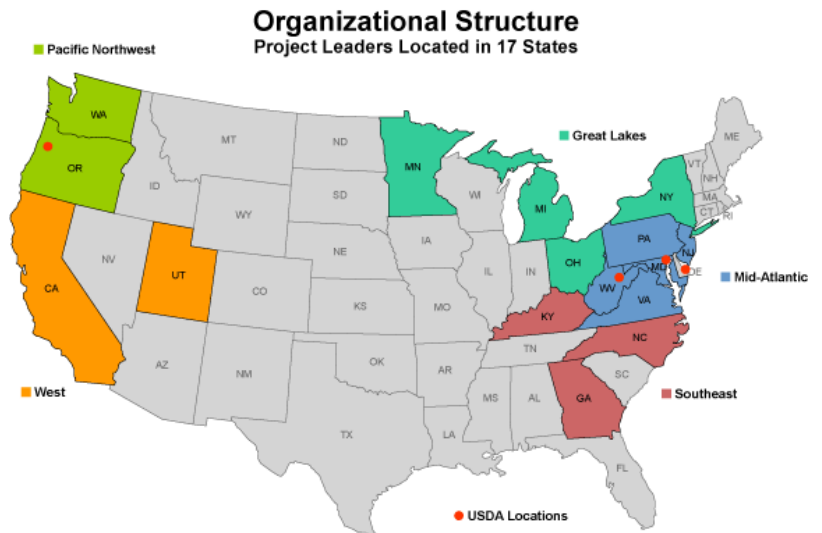 Organizational Structure
Project Leaders Located in 17 States
Pacific Northwest
WA
OR
MT
ND
MN
Great Lakes
ME
VT
NH
MA
CT
RI
NY
ID
SD
WI
MI
WY
IA
PA
NJ
NE
IL
IN
OH
MD
DE
Mid-Atlantic
NV
UT
CO
WV
VA
CA
KS
MO
KY
NC
AZ
NM
OK
TN
AR
SC
West
Southeast
MS
AL
GA
TX
LA
FL
USDA Locations